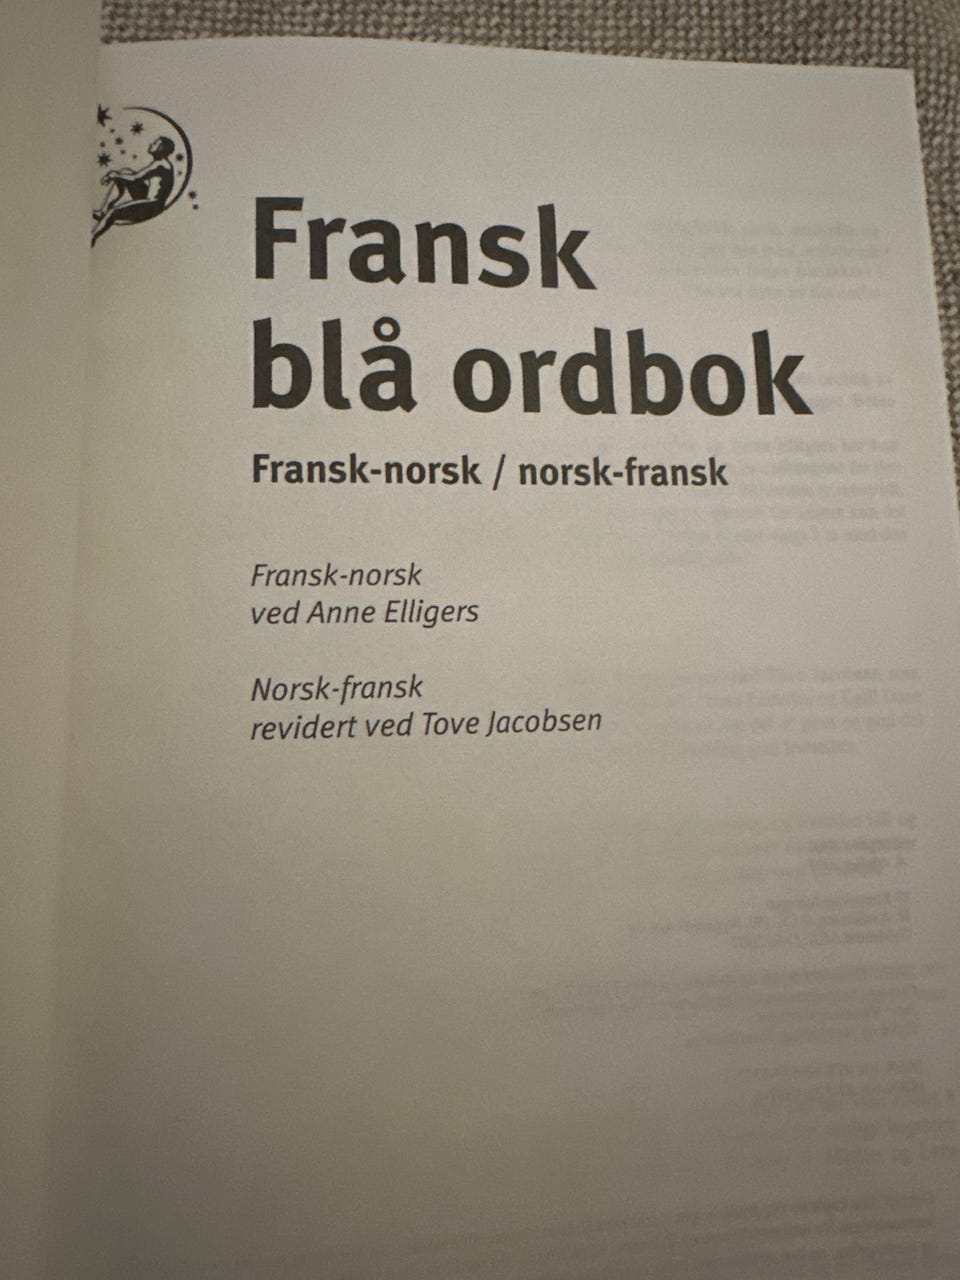 Fransk
blå ordbok
Fransk-norsk / norsk-fransk
Fransk-norsk
ved Anne Elligers
Norsk-fransk
revidert ved Tove Jacobsen